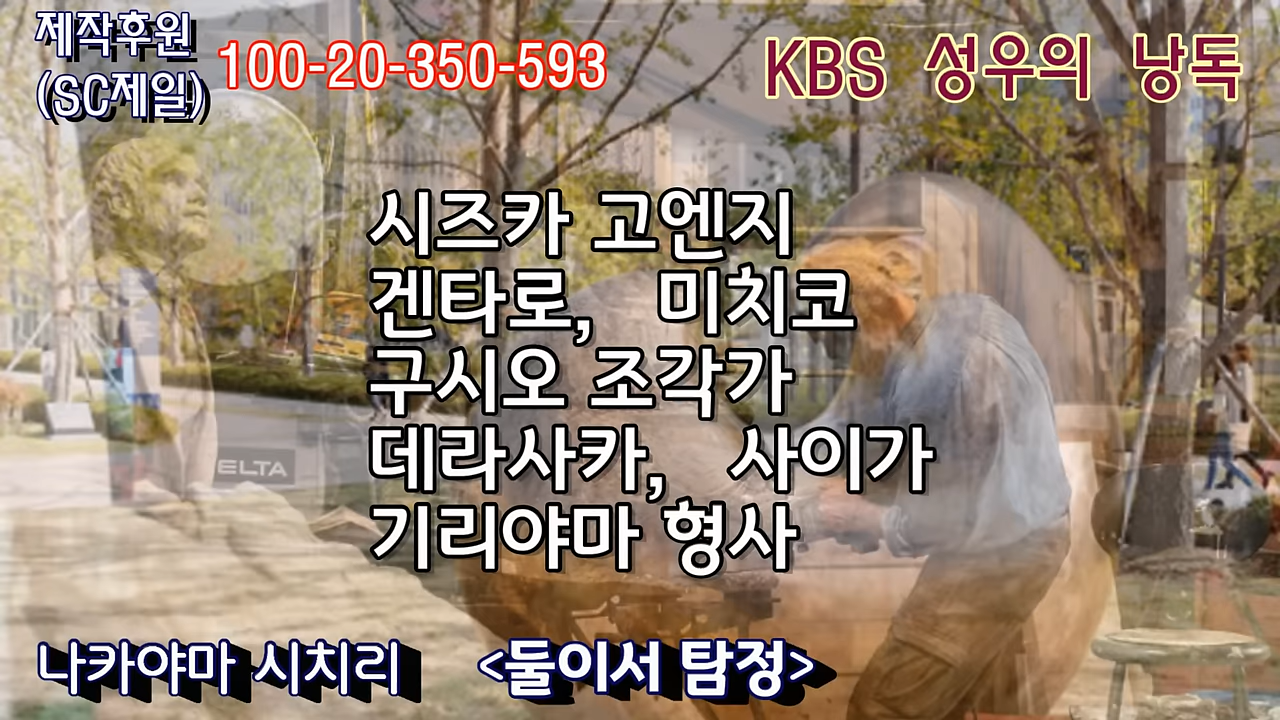 제작후원
(SC제일)
100-20-350-593
KBS 성우의 낭독
시즈카 고엔지
겐타로, 미치코
구시오 조각가
데라사카, 사이가
기리야마 형사
ELTA
나카야마 시치리 <둘이서 탐정>